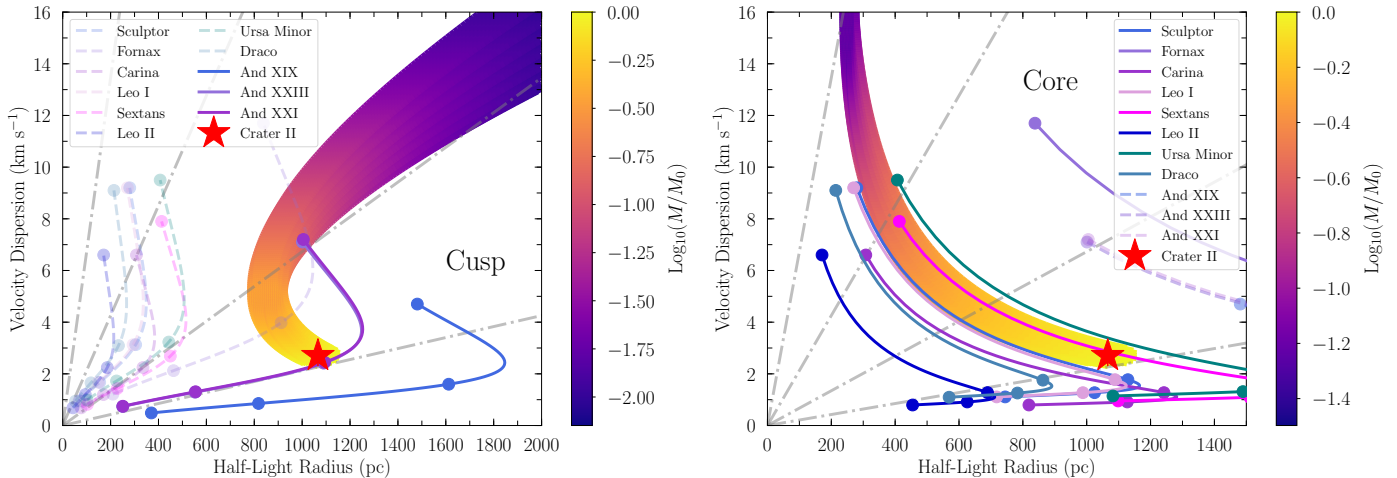 16
14
12
10
8
6
4
2
0
Velocity Dispersion (km s⁻¹)
0 200 400 600 800 1000 1200 1400 1600 1800 2000
Half-Light Radius (pc)
Sculptor
Fornax
Carina
Leo I
Sextans
Leo II
Ursa Minor
Draco
And XIX
And XXIII
And XXI
Crater II
Cusp
0.00
−0.25
−0.50
−0.75
−1.00
−1.25
−1.50
−1.75
−2.00
Log₁₀(M/M₀)
16
14
12
10
8
6
4
2
0
Velocity Dispersion (km s⁻¹)
0 200 400 600 800 1000 1200 1400
Half-Light Radius (pc)
Core
Sculptor
Fornax
Carina
Leo I
Sextans
Leo II
Ursa Minor
Draco
And XIX
And XXIII
And XXI
Crater II
0.0
−0.2
−0.4
−0.6
−0.8
−1.0
−1.2
−1.4
Log₁₀(M/M₀)